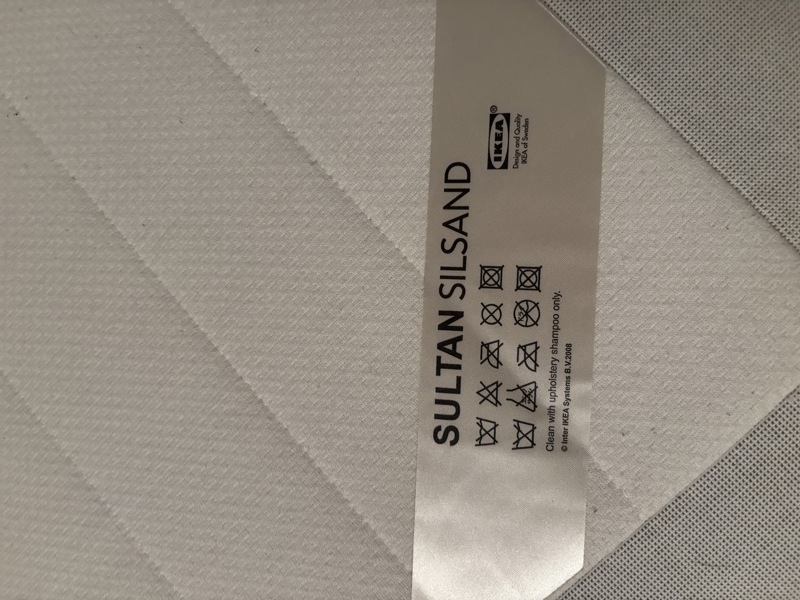 SULTAN SILSAND
IKEA®
Design and Quality
IKEA of Sweden
Clean with upholstery shampoo only.
© Inter IKEA Systems B.V.2008